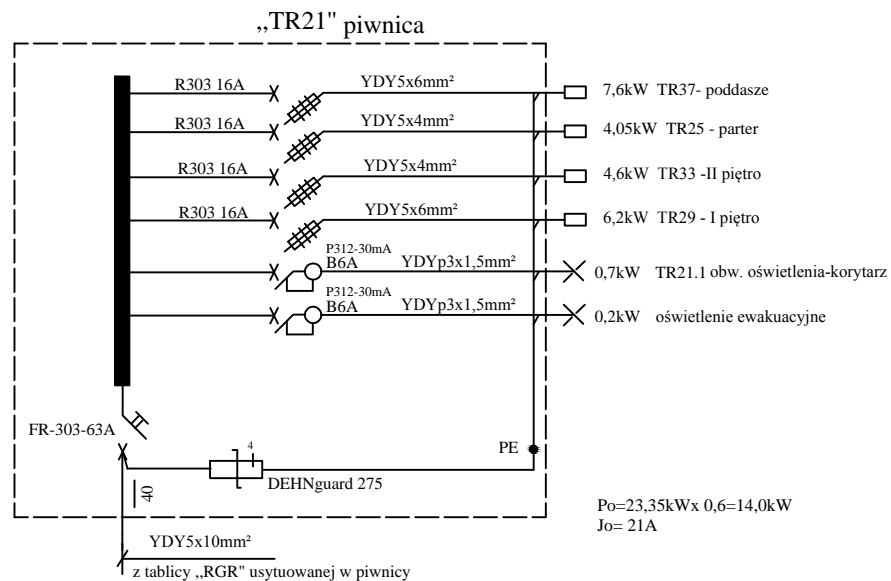 ,,TR21" piwnica
R303 16A YDY5x6mm² 7,6kW TR37- poddasze
R303 16A YDY5x4mm² 4,05kW TR25 - parter
R303 16A YDY5x4mm² 4,6kW TR33 -II piętro
R303 16A YDY5x6mm² 6,2kW TR29 - I piętro
P312-30mA
B6A YDYp3x1,5mm² 0,7kW TR21.1 obw. oświetlenia-korytarz
P312-30mA
B6A YDYp3x1,5mm² 0,2kW oświetlenie ewakuacyjne
FR-303-63A
4
PE
DEHNguard 275
40
Po=23,35kWx 0,6=14,0kW
Jo= 21A
YDY5x10mm²
z tablicy ,,RGR" usytuowanej w piwnicy